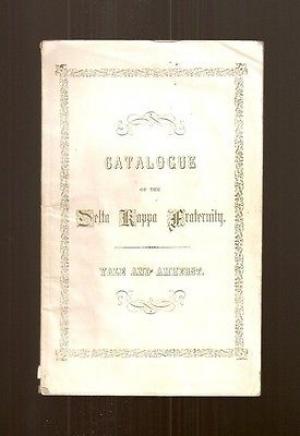 CATALOGUE
OF THE
Delta Kappa Fraternity.
YALE AND AMHERST.